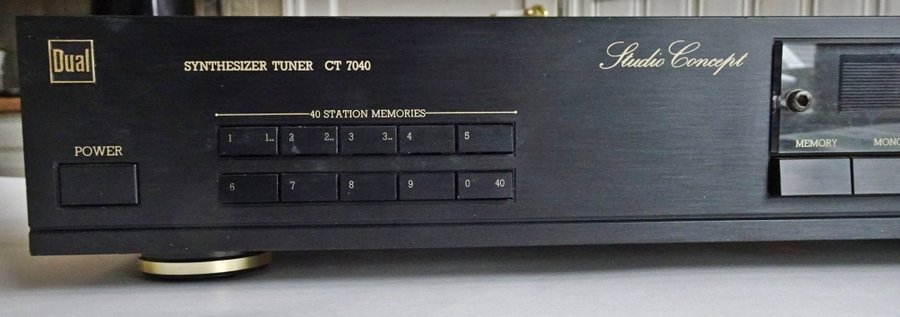 Dual
SYNTHESIZER TUNER CT 7040
Studio Concept
40 STATION MEMORIES
1 1... 2 2... 3 3... 4 5
POWER
6 7 8 9 0 40
MEMORY
MONO